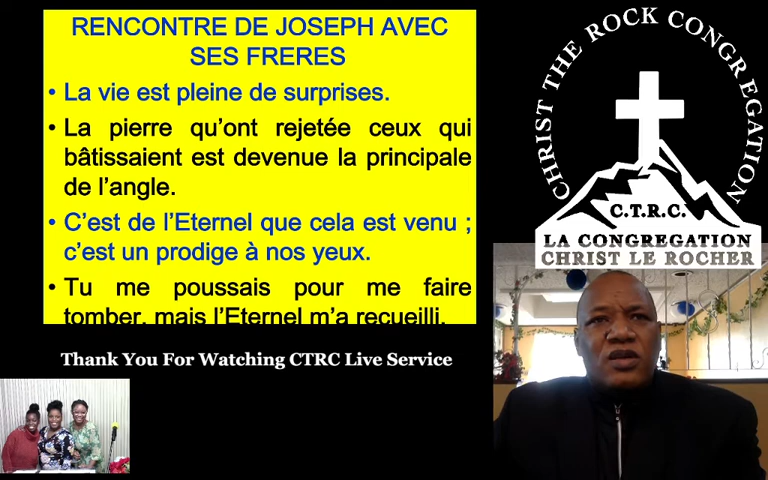 RENCONTRE DE JOSEPH AVEC
SES FRERES
• La vie est pleine de surprises.
• La pierre qu'ont rejetée ceux qui
bâtissaient est devenue la principale
de l'angle.
• C'est de l'Eternel que cela est venu ;
c'est un prodige à nos yeux.
• Tu me poussais pour me faire
tomber, mais l'Eternel m'a recueilli.
CHRIST THE ROCK CONGREGATION
C.T.R.C.
LA CONGREGATION
CHRIST LE ROCHER
Thank You For Watching CTRC Live Service